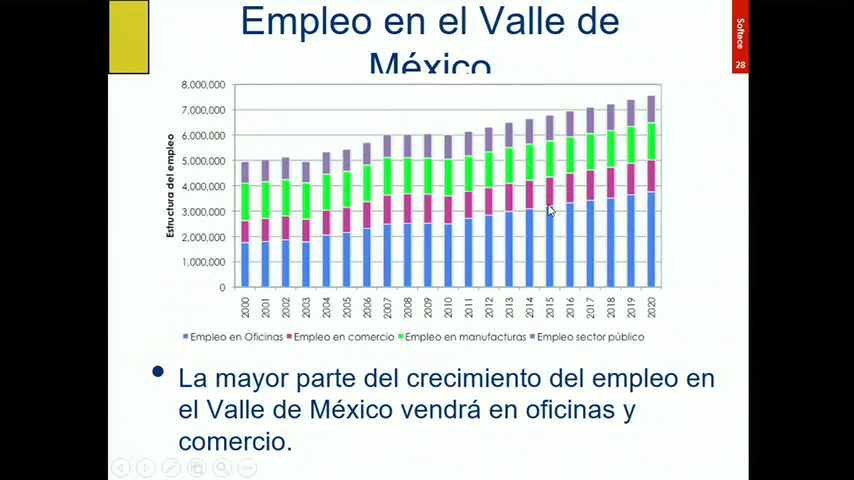 Empleo en el Valle de
México
Softece
28
8,000,000
7,000,000
6,000,000
5,000,000
4,000,000
3,000,000
2,000,000
1,000,000
0
Estructura del empleo
2000 2001 2002 2003 2004 2005 2006 2007 2008 2009 2010 2011 2012 2013 2014 2015 2016 2017 2018 2019 2020
Empleo en Oficinas Empleo en comercio Empleo en manufacturas Empleo sector público
• La mayor parte del crecimiento del empleo en
el Valle de México vendrá en oficinas y
comercio.